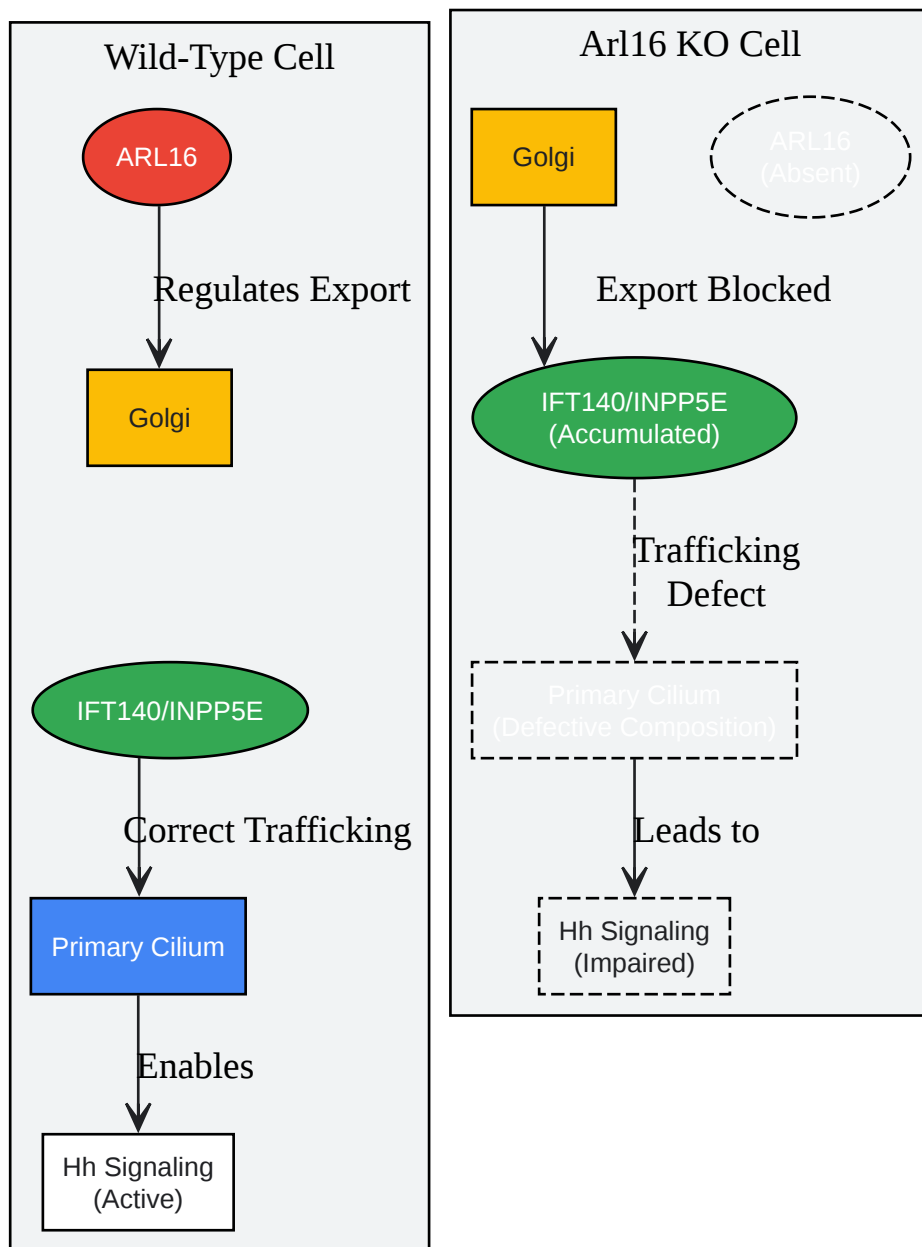 Wild-Type Cell
ARL16
Regulates Export
Golgi
IFT140/INPP5E
Correct Trafficking
Primary Cilium
Enables
Hh Signaling
(Active)
Arl16 KO Cell
Golgi
ARL16
(Absent)
Export Blocked
IFT140/INPP5E
(Accumulated)
Trafficking
Defect
Primary Cilium
(Defective Composition)
Leads to
Hh Signaling
(Impaired)